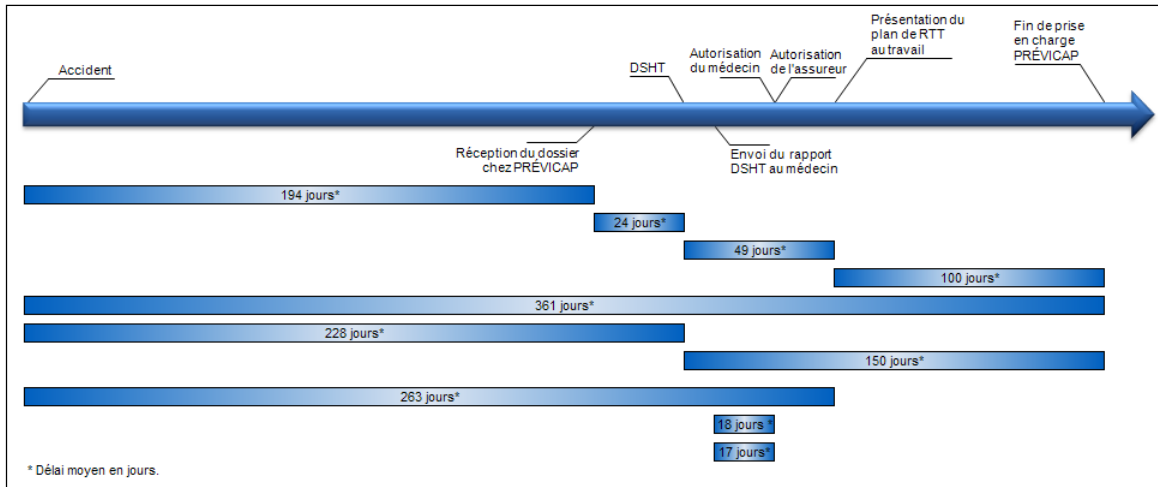 Accident
DSHT
Autorisation
du médecin
Autorisation
de l'assureur
Présentation du
plan de RTT
au travail
Fin de prise
en charge
PRÉVICAP
Réception du dossier
chez PRÉVICAP
Envoi du rapport
DSHT au médecin
194 jours*
24 jours*
49 jours*
100 jours*
361 jours*
228 jours*
150 jours*
263 jours*
18 jours *
17 jours*
* Délai moyen en jours.